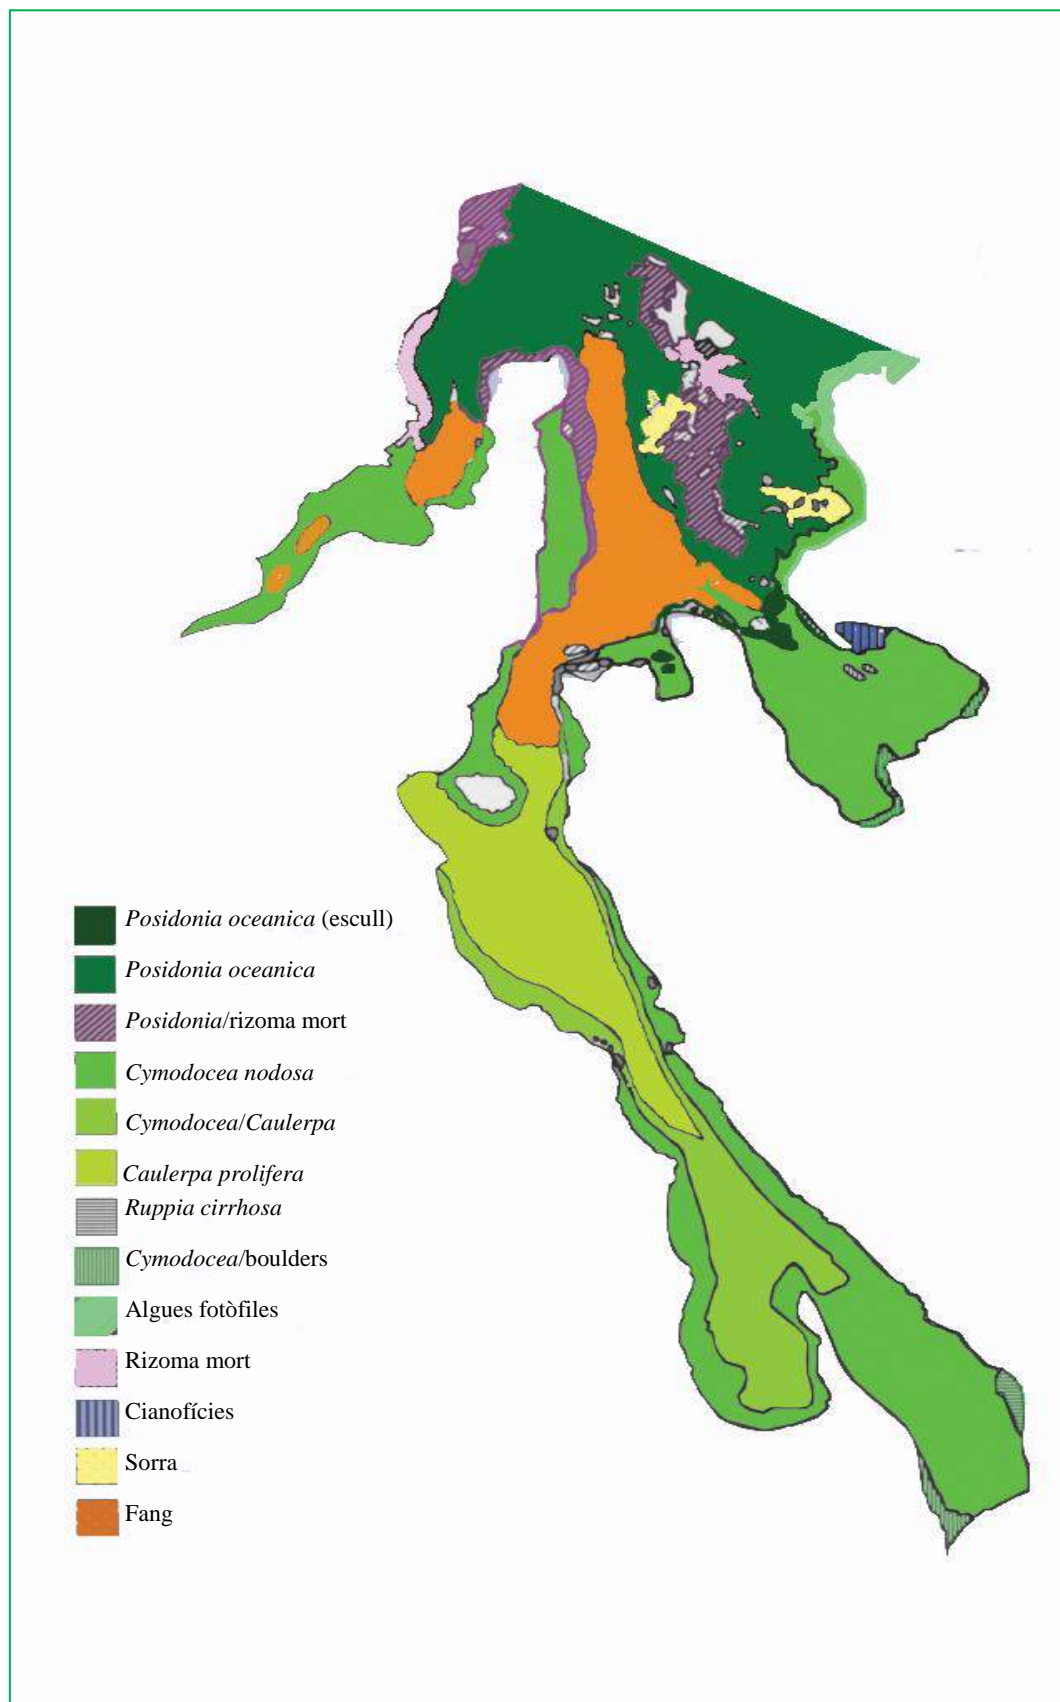 Posidonia oceanica (escull)
Posidonia oceanica
Posidonia/rizoma mort
Cymodocea nodosa
Cymodocea/Caulerpa
Caulerpa prolifera
Ruppia cirrhosa
Cymodocea/boulders
Algues fotòfiles
Rizoma mort
Cianofícies
Sorra
Fang